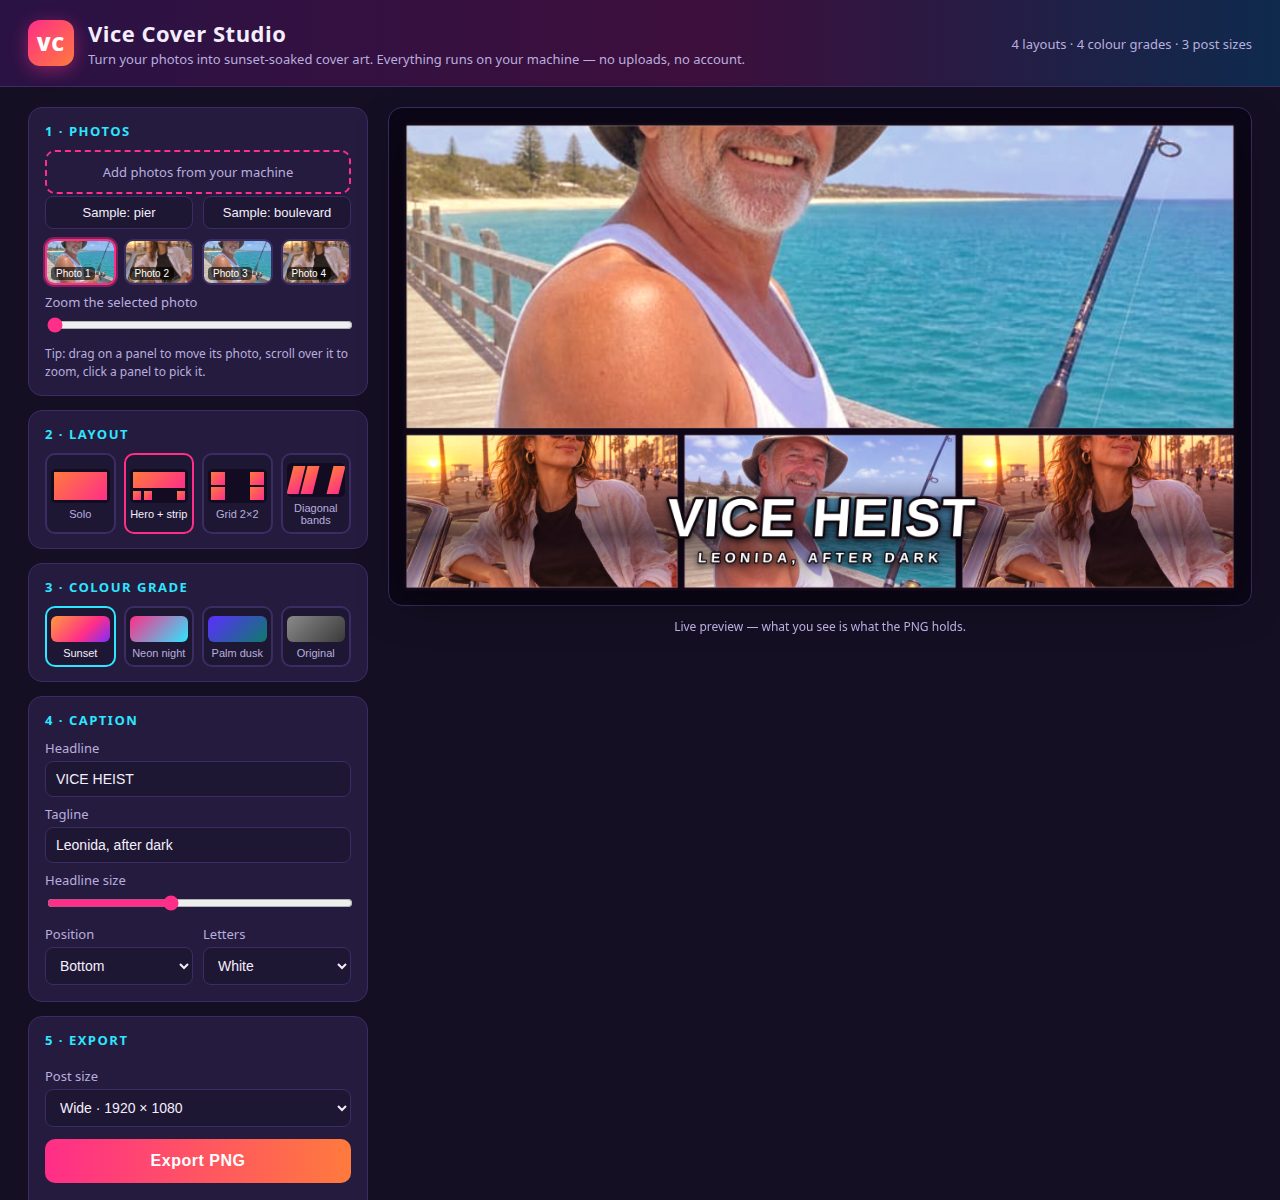 vc
Vice Cover Studio
Turn your photos into sunset-soaked cover art. Everything runs on your machine — no uploads, no account.
4 layouts · 4 colour grades · 3 post sizes
1 · PHOTOS
Add photos from your machine
Sample: pier
Sample: boulevard
Photo 1
Photo 2
Photo 3
Photo 4
Zoom the selected photo
Tip: drag on a panel to move its photo, scroll over it to
zoom, click a panel to pick it.
2 · LAYOUT
Solo
Hero + strip
Grid 2×2
Diagonal
bands
3 · COLOUR GRADE
Sunset
Neon night
Palm dusk
Original
4 · CAPTION
Headline
VICE HEIST
Tagline
Leonida, after dark
Headline size
Position
Letters
Bottom
White
5 · EXPORT
Post size
Wide · 1920 × 1080
Export PNG
VICE HEIST
LEONIDA, AFTER DARK
Live preview — what you see is what the PNG holds.